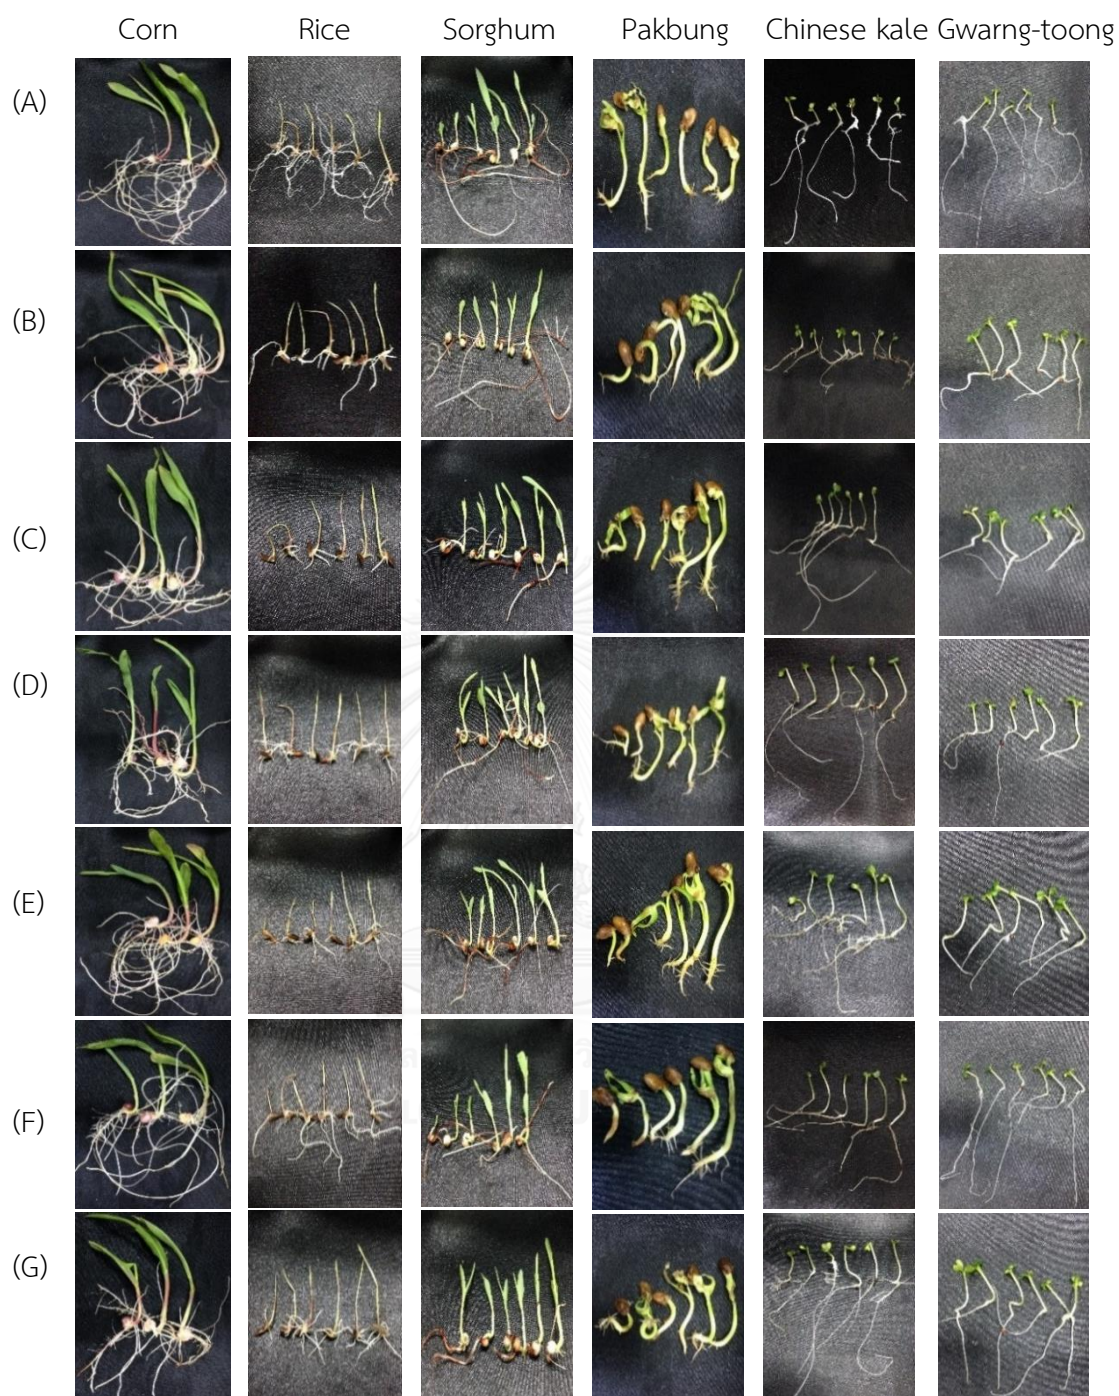 Corn Rice Sorghum Pakbung Chinese kale Gwarng-toong
(A)
(B)
(C)
(D)
(E)
(F)
(G)